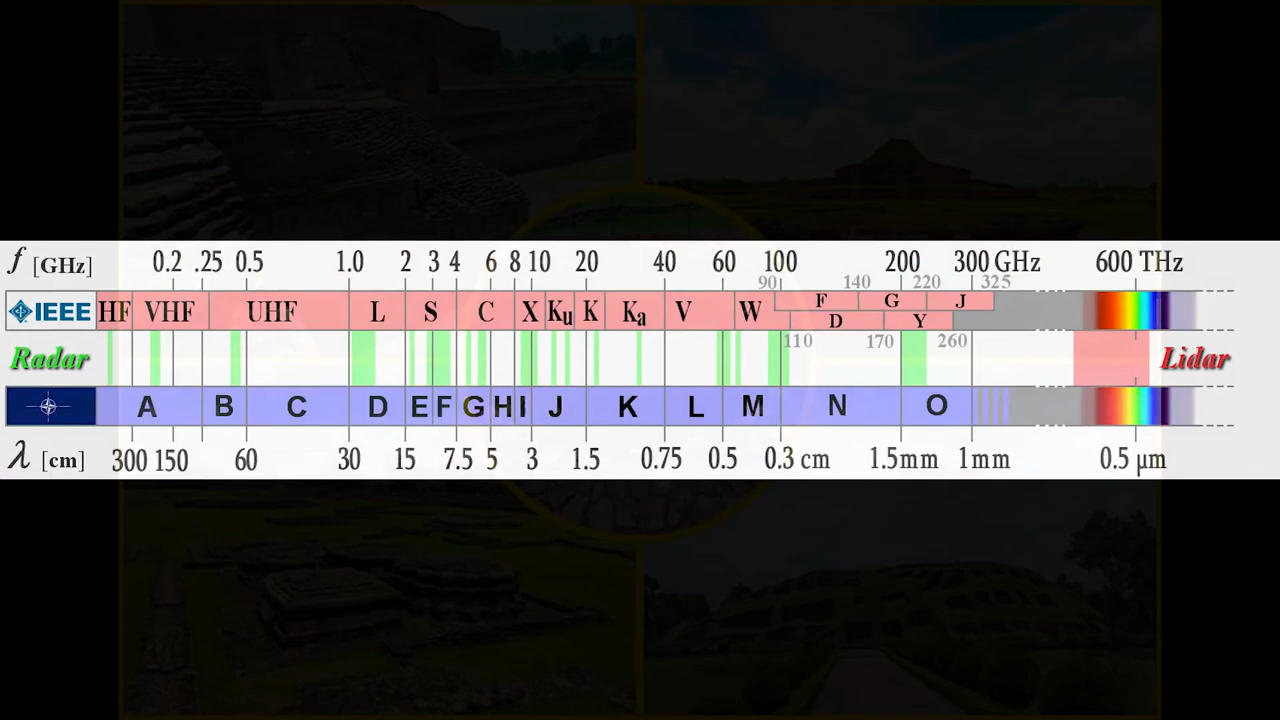 f [GHz] 0.2 .25 0.5 1.0 2 3 4 6 8 10 20 40 60 100 200 300 GHz 600 THz
90 140 220 325
IEEE HF VHF UHF L S C X Ku K Ka V W F G J
D Y
110 170 260
Radar Lidar
A B C D E F G H I J K L M N O
λ [cm] 300 150 60 30 15 7.5 5 3 1.5 0.75 0.5 0.3 cm 1.5mm 1mm 0.5 µm